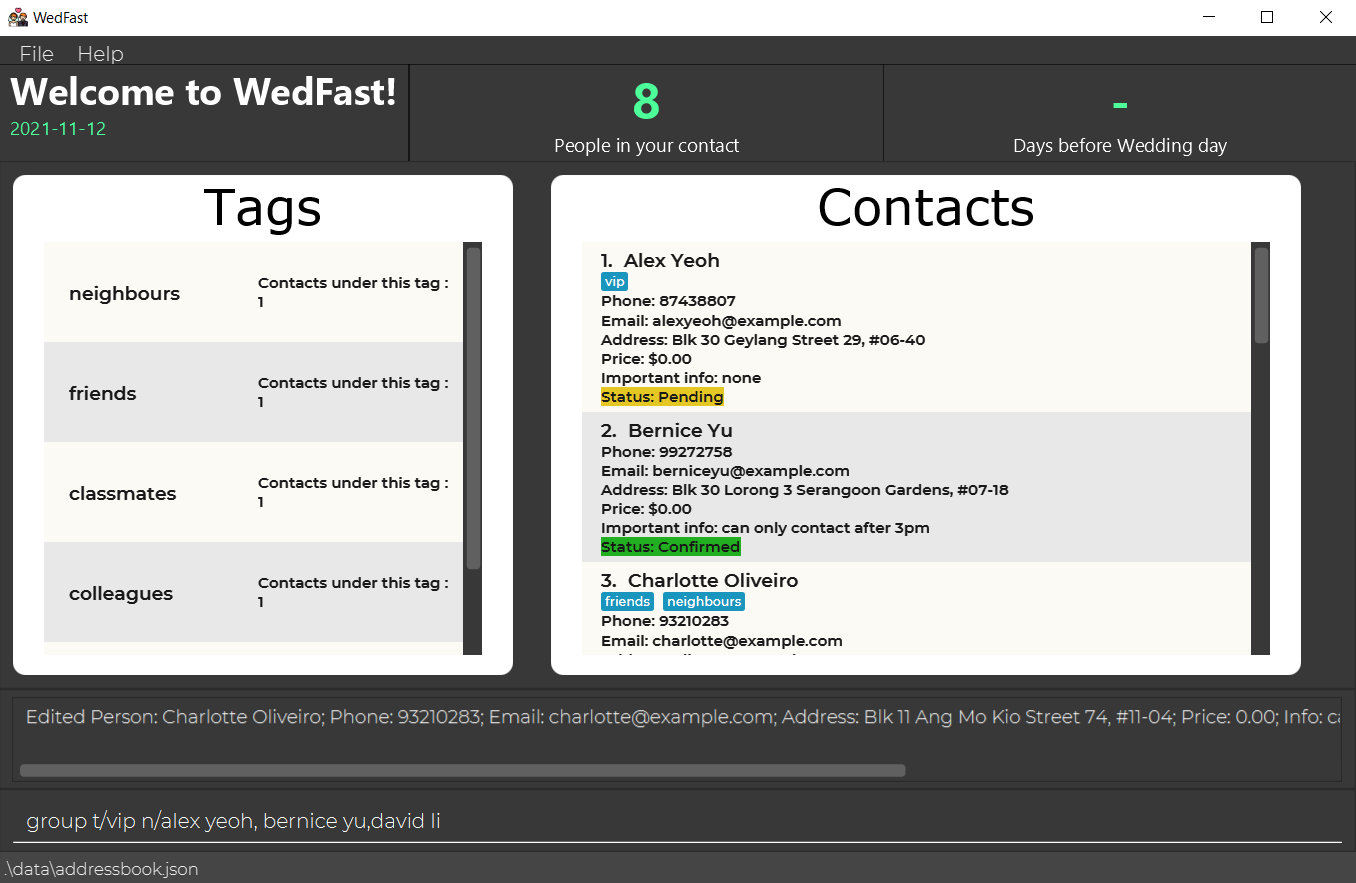 WedFast
File Help
Welcome to WedFast!
2021-11-12
8
People in your contact
-
Days before Wedding day
Tags
neighbours
Contacts under this tag :
1
friends
Contacts under this tag :
1
classmates
Contacts under this tag :
1
colleagues
Contacts under this tag :
1
Contacts
1. Alex Yeoh
vip
Phone: 87438807
Email: alexyeoh@example.com
Address: Blk 30 Geylang Street 29, #06-40
Price: $0.00
Important info: none
Status: Pending
2. Bernice Yu
Phone: 99272758
Email: berniceyu@example.com
Address: Blk 30 Lorong 3 Serangoon Gardens, #07-18
Price: $0.00
Important info: can only contact after 3pm
Status: Confirmed
3. Charlotte Oliveiro
friends neighbours
Phone: 93210283
Email: charlotte@example.com
Edited Person: Charlotte Oliveiro; Phone: 93210283; Email: charlotte@example.com; Address: Blk 11 Ang Mo Kio Street 74, #11-04; Price: 0.00; Info:
group t/vip n/alex yeoh, bernice yu,david li
.\data\addressbook.json